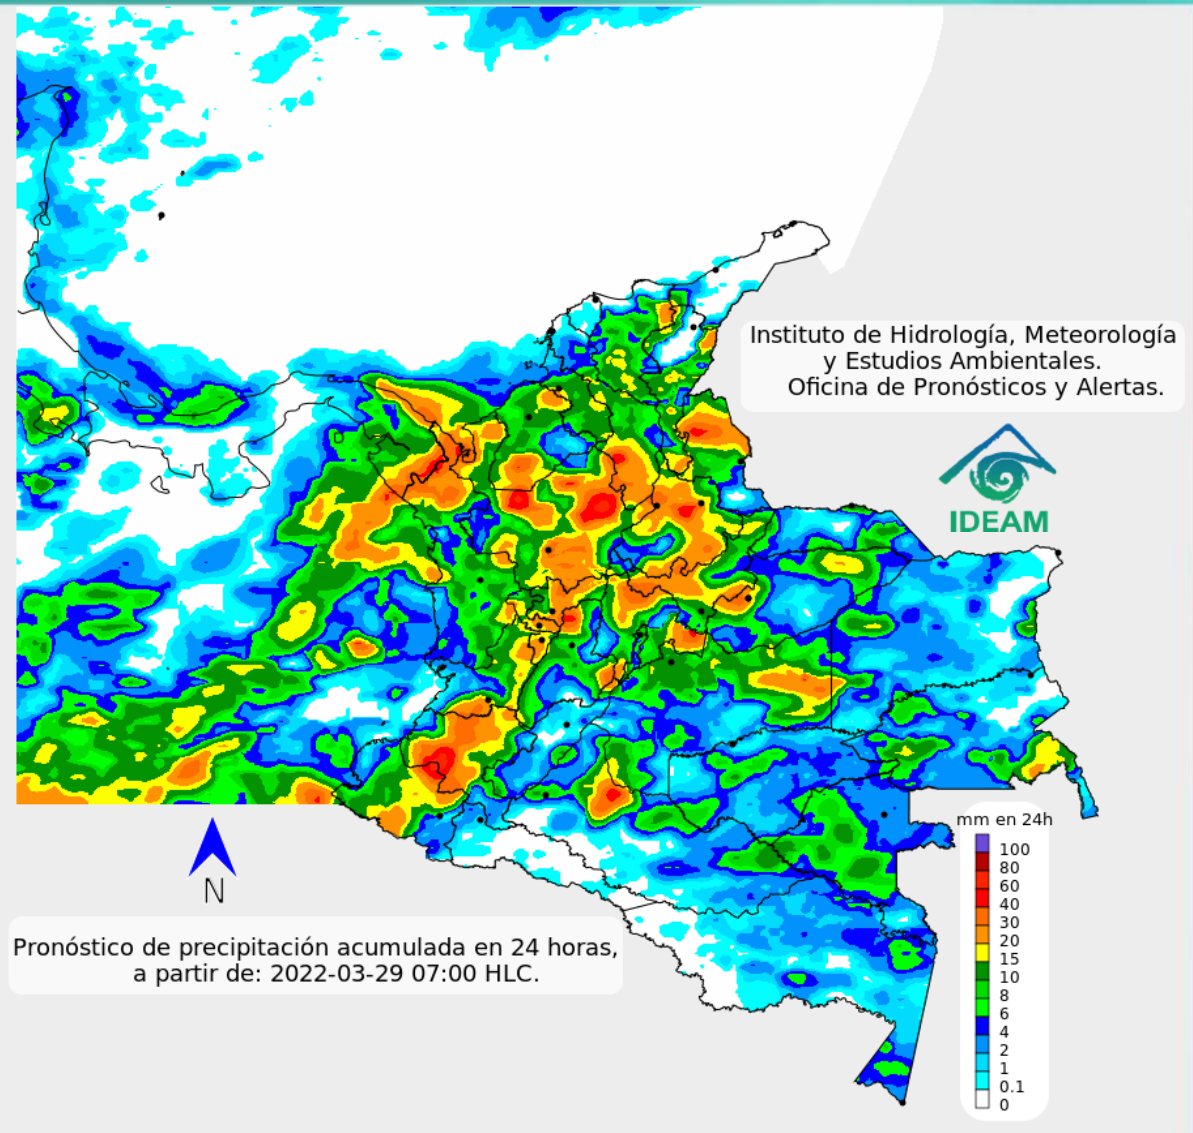 Instituto de Hidrología, Meteorología
y Estudios Ambientales.
Oficina de Pronósticos y Alertas.
IDEAM
mm en 24h
100
80
60
40
30
20
15
10
8
6
4
2
1
0.1
0
N
Pronóstico de precipitación acumulada en 24 horas,
a partir de: 2022-03-29 07:00 HLC.